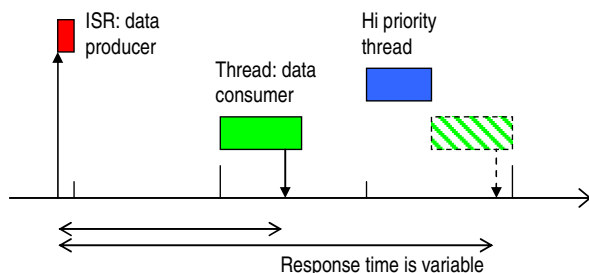 ISR: data
producer
Hi priority
thread
Thread: data
consumer
Response time is variable